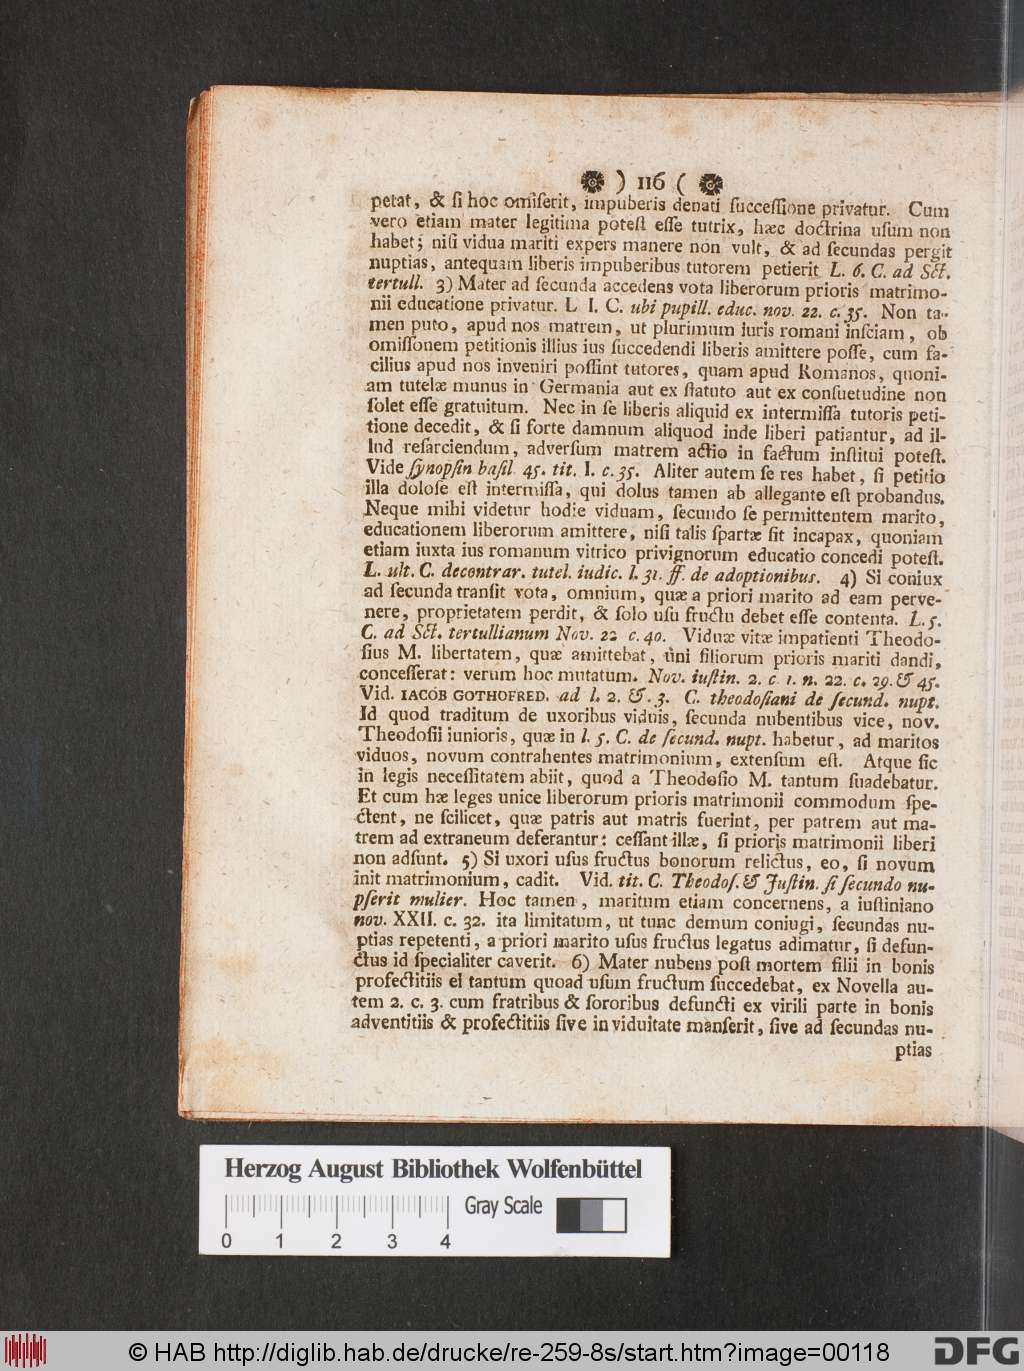 ) 116 (
petat, & ſi hoc omiſerit, impuberis denati ſucceſſione privatur. Cum
vero etiam mater legitima poteſt eſſe tutrix, hæc doctrina uſum non
habet; niſi vidua mariti expers manere non vult, & ad ſecundas pergit
nuptias, antequam liberis impuberibus tutorem petierit L. 6. C. ad Sct.
tertull. 3) Mater ad ſecunda accedens vota liberorum prioris matrimo-
nii educatione privatur. L I. C. ubi pupill. educ. nov. 22. c. 35. Non ta-
men puto, apud nos matrem, ut plurimum iuris romani inſciam, ob
omiſſonem petitionis illius ius ſuccedendi liberis amittere poſſe, cum fa-
cilius apud nos inveniri poſſint tutores, quam apud Romanos, quoni-
am tutelæ munus in Germania aut ex ſtatuto aut ex conſuetudine non
ſolet eſſe gratuitum. Nec in ſe liberis aliquid ex intermiſſa tutoris peti-
tione decedit, & ſi forte damnum aliquod inde liberi patiantur, ad il-
lud reſarciendum, adverſum matrem actio in factum inſtitui poteſt.
Vide ſynopſin baſil. 45. tit. I. c. 35. Aliter autem ſe res habet, ſi petitio
illa doloſe eſt intermiſſa, qui dolus tamen ab allegante eſt probandus.
Neque mihi videtur hodie viduam, ſecundo ſe permittentem marito,
educationem liberorum amittere, niſi talis ſpartæ ſit incapax, quoniam
etiam iuxta ius romanum vitrico privignorum educatio concedi poteſt.
L. ult. C. decontrar. tutel. iudic. l. 31. ff. de adoptionibus. 4) Si coniux
ad ſecunda tranſit vota, omnium, quæ a priori marito ad eam perve-
nere, proprietatem perdit, & ſolo uſu fructu debet eſſe contenta. L. 5.
C. ad Sct. tertullianum Nov. 22 c. 40. Viduæ vitæ impatienti Theodo-
ſius M. libertatem, quæ amittebat, uni filiorum prioris mariti dandi,
conceſſerat: verum hoc mutatum. Nov. iuſtin. 2. c 1. n. 22. c. 29. & 45.
Vid. IACOB GOTHOFRED. ad l. 2. &. 3. C. theodoſiani de ſecund. nupt.
Id quod traditum de uxoribus viduis, ſecunda nubentibus vice, nov.
Theodoſii iunioris, quæ in l. 5. C. de ſecund. nupt. habetur, ad maritos
viduos, novum contrahentes matrimonium, extenſum eſt. Atque ſic
in legis neceſſitatem abiit, quod a Theodoſio M. tantum ſuadebatur.
Et cum hæ leges unice liberorum prioris matrimonii commodum ſpe-
ctent, ne ſcilicet, quæ patris aut matris fuerint, per patrem aut ma-
trem ad extraneum deferantur: ceſſant illæ, ſi prioris matrimonii liberi
non adſunt. 5) Si uxori uſus fructus bonorum relictus, eo, ſi novum
init matrimonium, cadit. Vid. tit. C. Theodoſ. & Juſtin. ſi ſecundo nu-
pſerit mulier. Hoc tamen, maritum etiam concernens, a iuſtiniano
nov. XXII. c. 32. ita limitatum, ut tunc demum coniugi, ſecundas nu-
ptias repetenti, a priori marito uſus fructus legatus adimatur, ſi defun-
ctus id ſpecialiter caverit. 6) Mater nubens poſt mortem filii in bonis
profectitiis ei tantum quoad uſum fructum ſuccedebat, ex Novella au-
tem 2. c. 3. cum fratribus & ſororibus defuncti ex virili parte in bonis
adventitiis & profectitiis ſive in viduitate manſerit, ſive ad ſecundas nu-
ptias
Herzog August Bibliothek Wolfenbüttel
Gray Scale
0 1 2 3 4
© HAB http://diglib.hab.de/drucke/re-259-8s/start.htm?image=00118
DFG